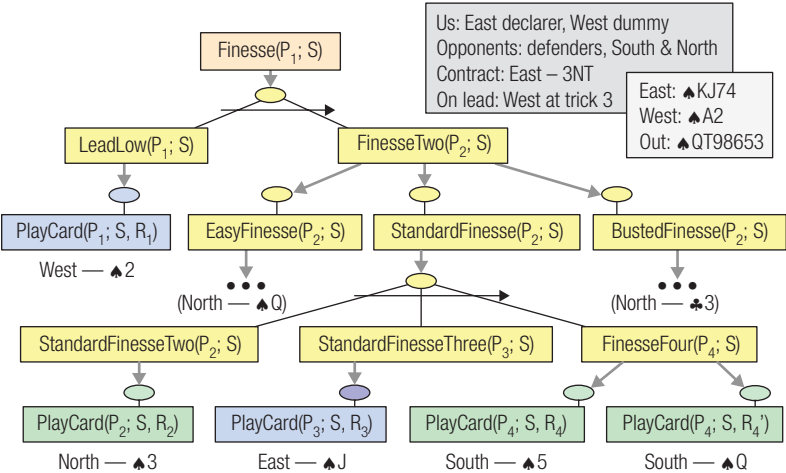 Us: East declarer, West dummy
Opponents: defenders, South & North
Contract: East – 3NT
On lead: West at trick 3
East: ♠KJ74
West: ♠A2
Out: ♠QT98653
Finesse(P₁; S)
LeadLow(P₁; S)
FinesseTwo(P₂; S)
PlayCard(P₁; S, R₁)
EasyFinesse(P₂; S)
StandardFinesse(P₂; S)
BustedFinesse(P₂; S)
West — ♠2
• • •
(North — ♠Q)
• • •
(North — ♣3)
StandardFinesseTwo(P₂; S)
StandardFinesseThree(P₃; S)
FinesseFour(P₄; S)
PlayCard(P₂; S, R₂)
PlayCard(P₃; S, R₃)
PlayCard(P₄; S, R₄)
PlayCard(P₄; S, R₄')
North — ♠3
East — ♠J
South — ♠5
South — ♠Q